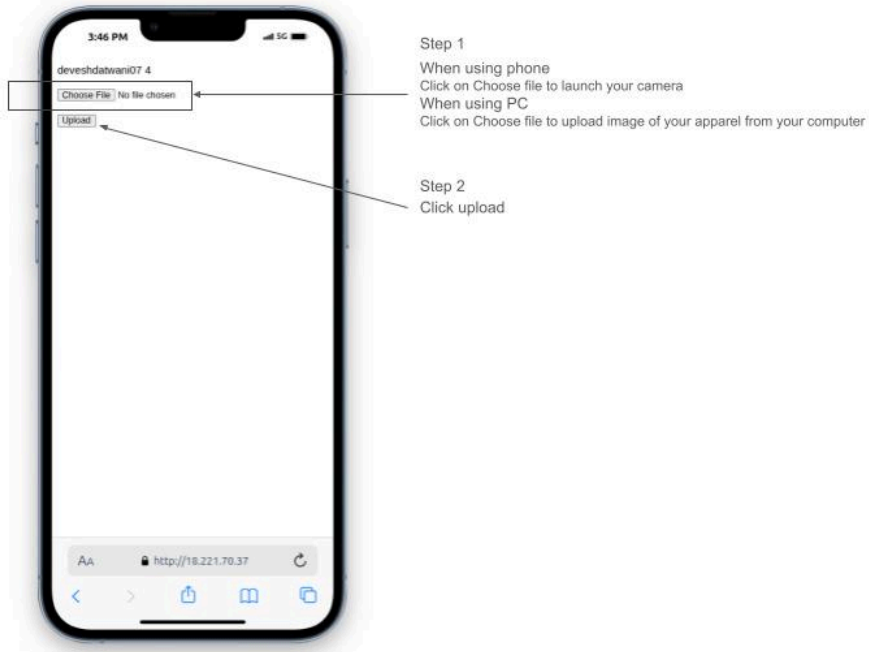 3:46 PM
5G
deveshdatwani07 4
Choose File No file chosen
Upload
AA
http://18.221.70.37
Step 1
When using phone
Click on Choose file to launch your camera
When using PC
Click on Choose file to upload image of your apparel from your computer
Step 2
Click upload